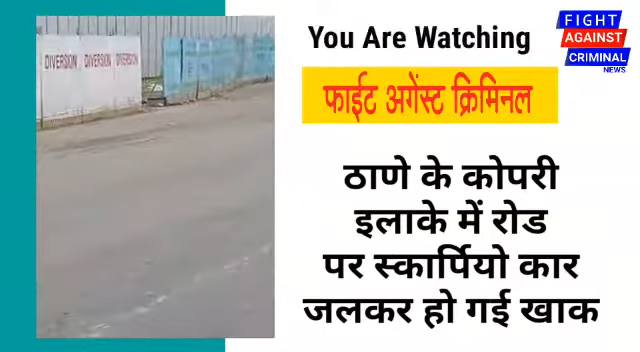 DIVERSION DIVERSION DIVERSION
You Are Watching
फाईट अगेंस्ट क्रिमिनल
FIGHT
AGAINST
CRIMINAL
NEWS
ठाणे के कोपरी
इलाके में रोड
पर स्कार्पियो कार
जलकर हो गई खाक